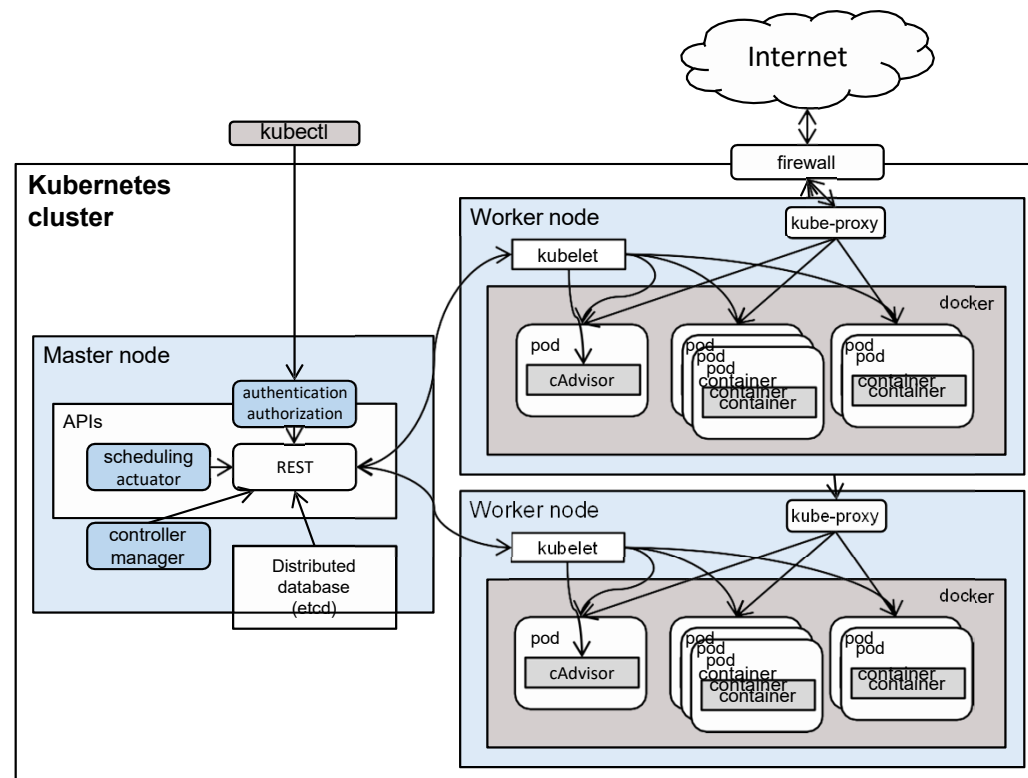 Internet
kubectl
firewall
Kubernetes
cluster
Worker node
kube-proxy
kubelet
docker
pod
cAdvisor
pod
pod
pod
container
container
container
pod
pod
container
container
Master node
authentication
authorization
APIs
scheduling
actuator
REST
controller
manager
Distributed
database
(etcd)
Worker node
kube-proxy
kubelet
docker
pod
cAdvisor
pod
pod
pod
container
container
container
pod
pod
container
container